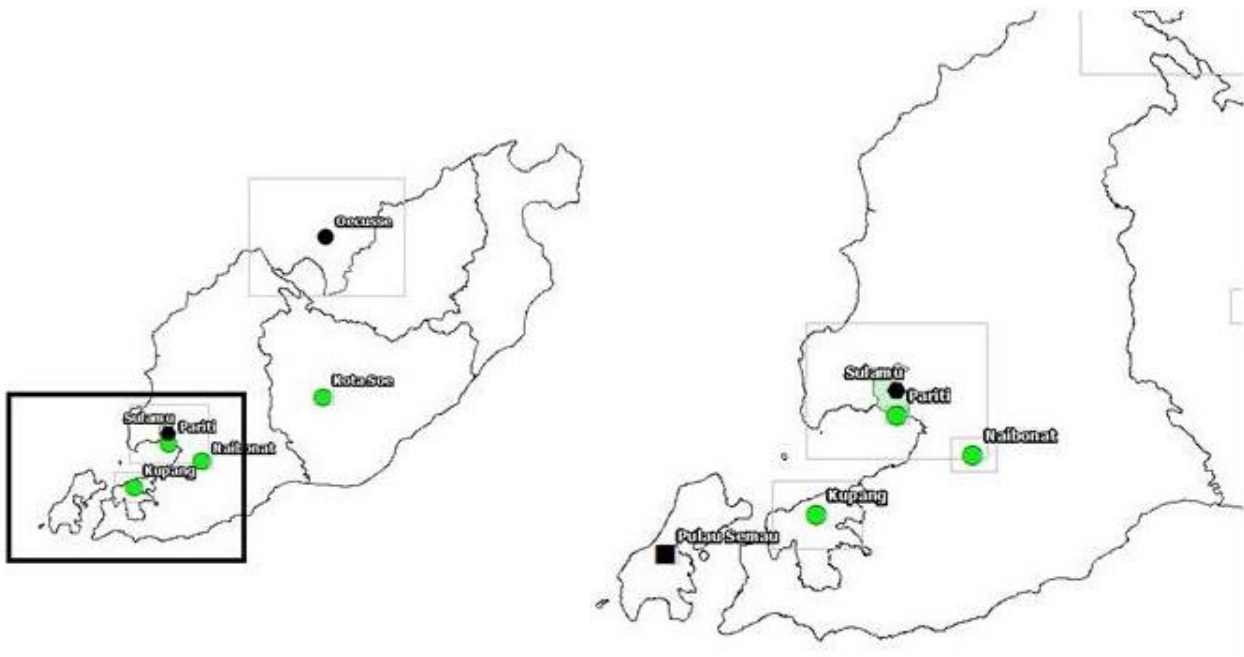 Oecusse
Kota Soe
Sulamu
Pariti
Naibonat
Kupang
Sulamu
Pariti
Naibonat
Kupang
Pulau Semau